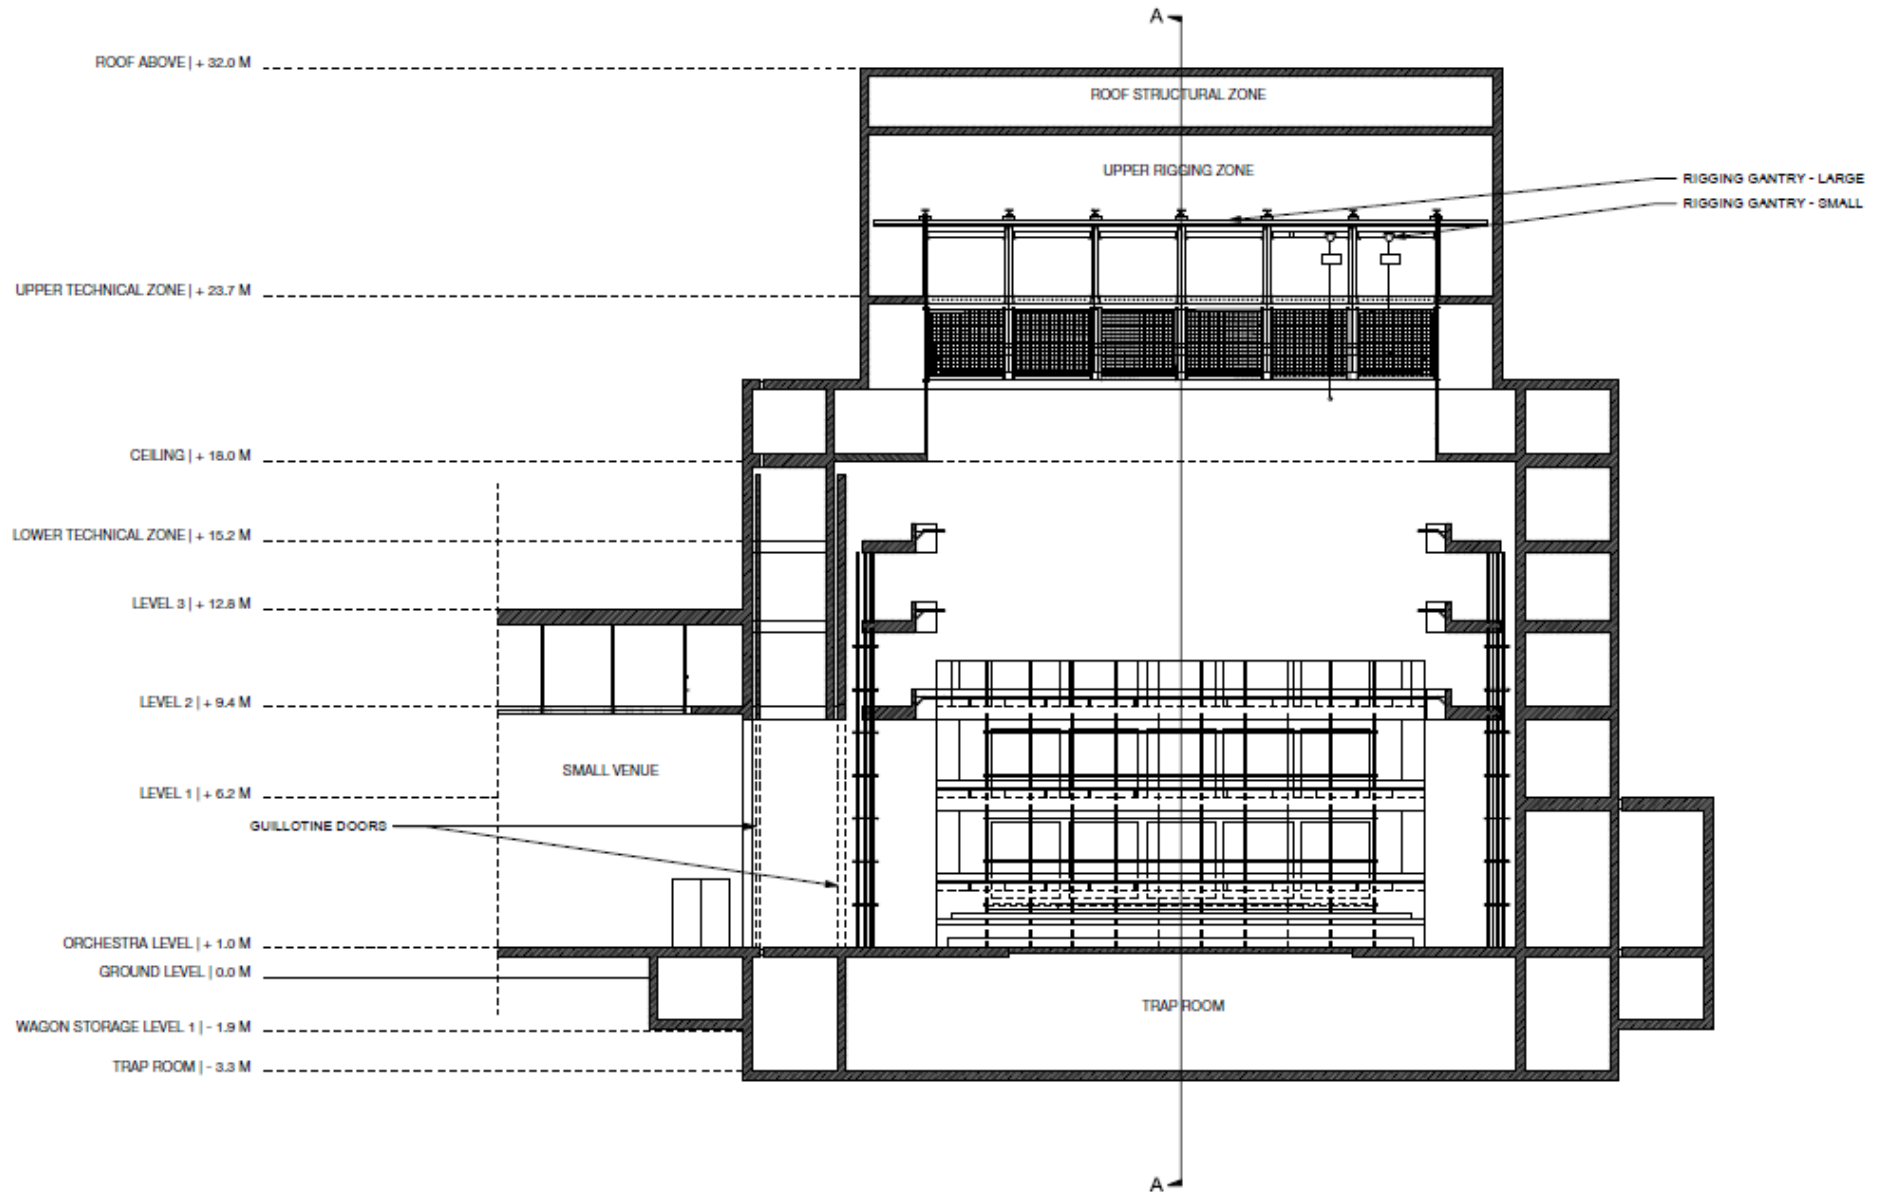 A
ROOF ABOVE | + 32.0 M
ROOF STRUCTURAL ZONE
UPPER RIGGING ZONE
RIGGING GANTRY - LARGE
RIGGING GANTRY - SMALL
UPPER TECHNICAL ZONE | + 23.7 M
CEILING | + 18.0 M
LOWER TECHNICAL ZONE | + 15.2 M
LEVEL 3 | + 12.8 M
LEVEL 2 | + 9.4 M
SMALL VENUE
LEVEL 1 | + 6.2 M
GUILLOTINE DOORS
ORCHESTRA LEVEL | + 1.0 M
GROUND LEVEL | 0.0 M
TRAP ROOM
WAGON STORAGE LEVEL 1 | - 1.9 M
TRAP ROOM | - 3.3 M
A